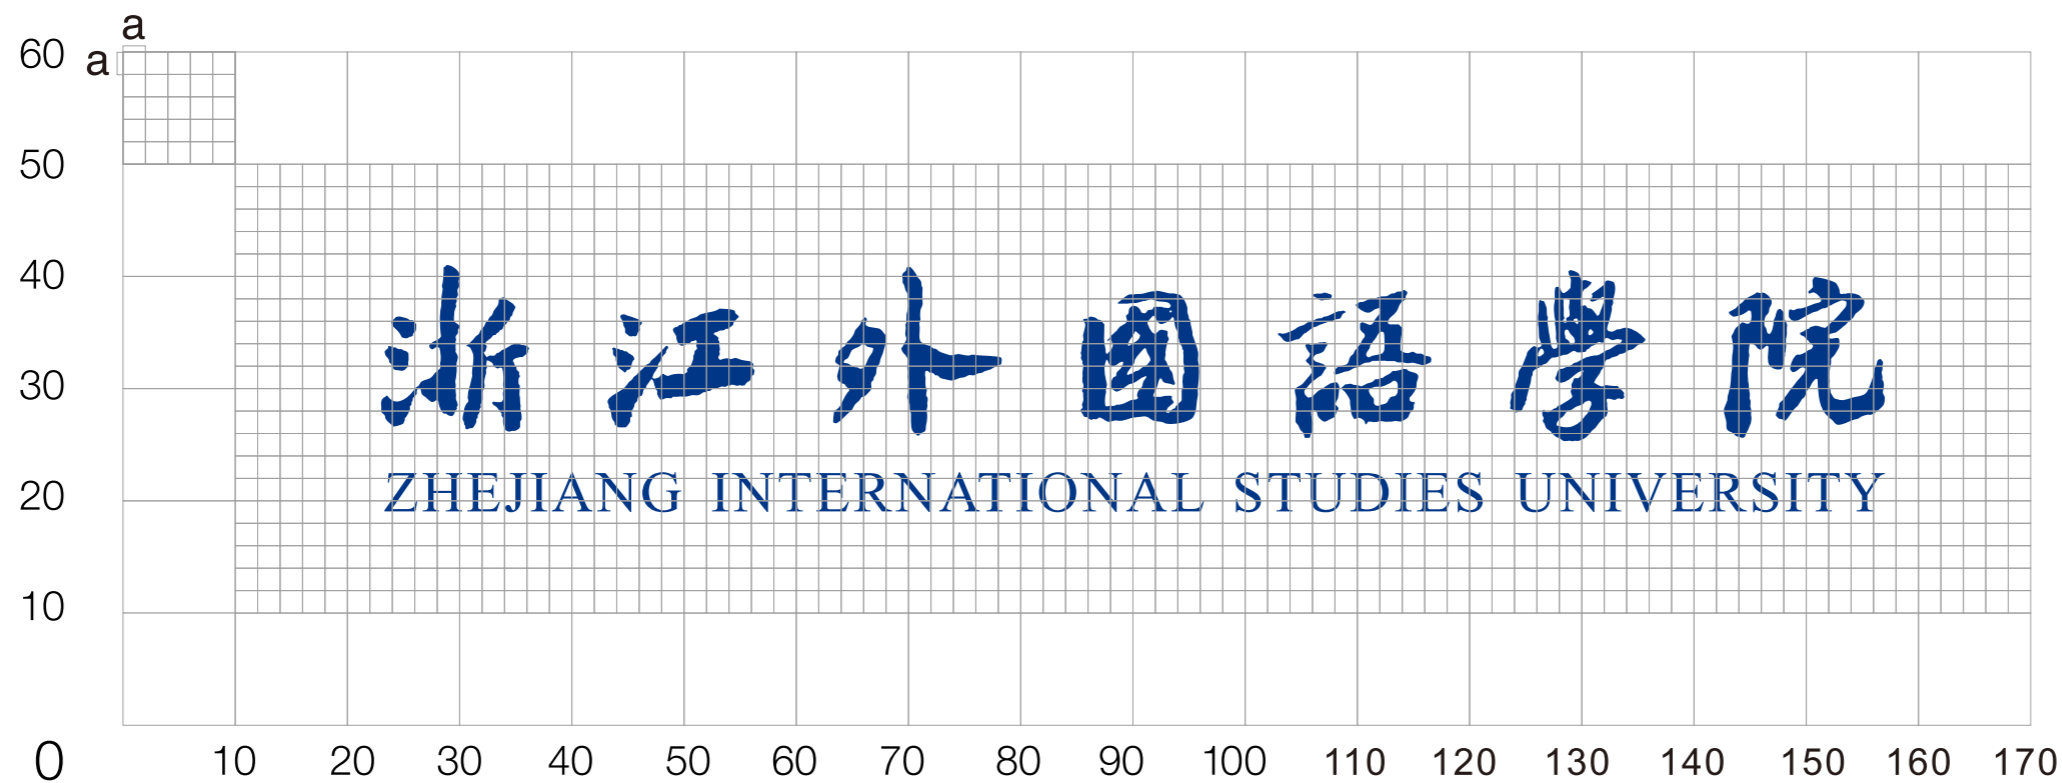 a
60
a
50
40
浙江外國語學院
30
ZHEJIANG INTERNATIONAL STUDIES UNIVERSITY
20
10
0 10 20 30 40 50 60 70 80 90 100 110 120 130 140 150 160 170